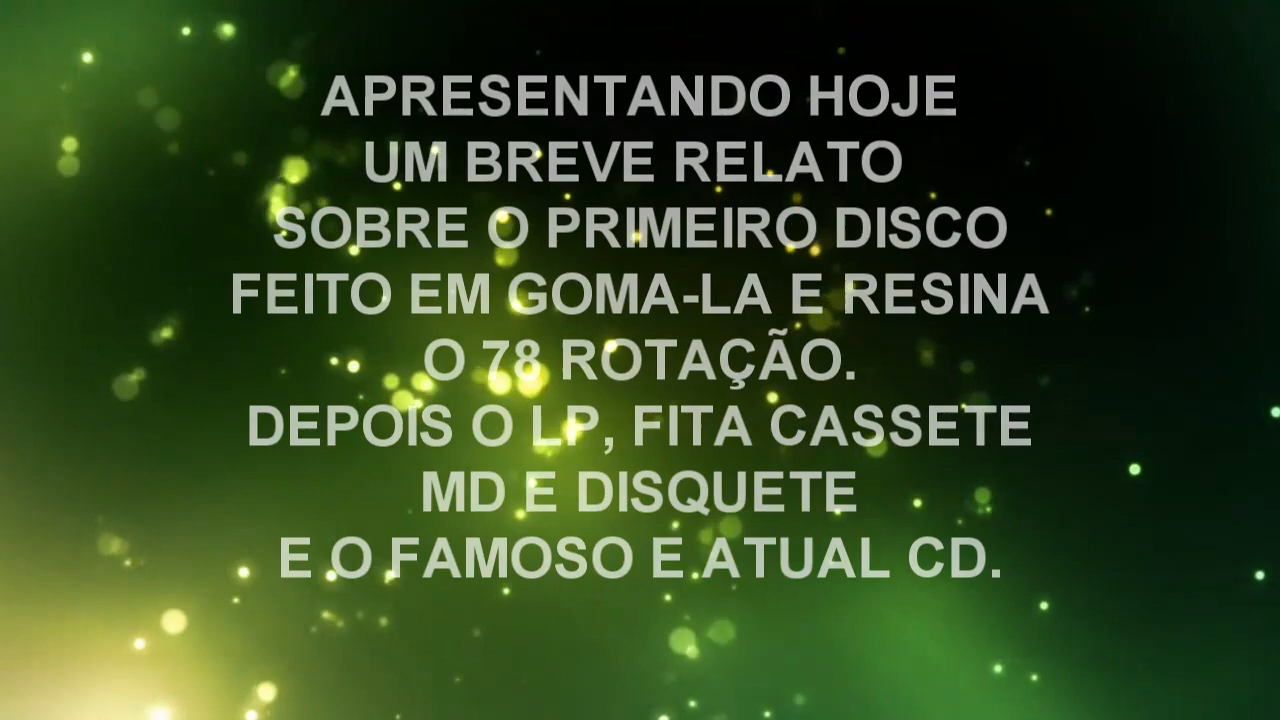 APRESENTANDO HOJE
UM BREVE RELATO
SOBRE O PRIMEIRO DISCO
FEITO EM GOMA-LA E RESINA
O 78 ROTAÇÃO.
DEPOIS O LP, FITA CASSETE
MD E DISQUETE
E O FAMOSO E ATUAL CD.